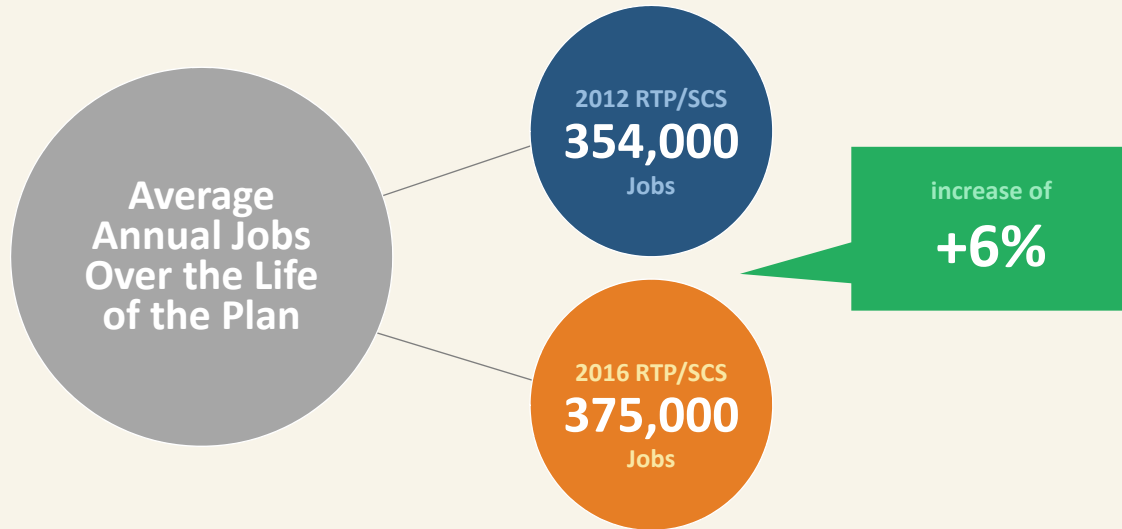 Average
Annual Jobs
Over the Life
of the Plan
2012 RTP/SCS
354,000
Jobs
2016 RTP/SCS
375,000
Jobs
increase of
+6%